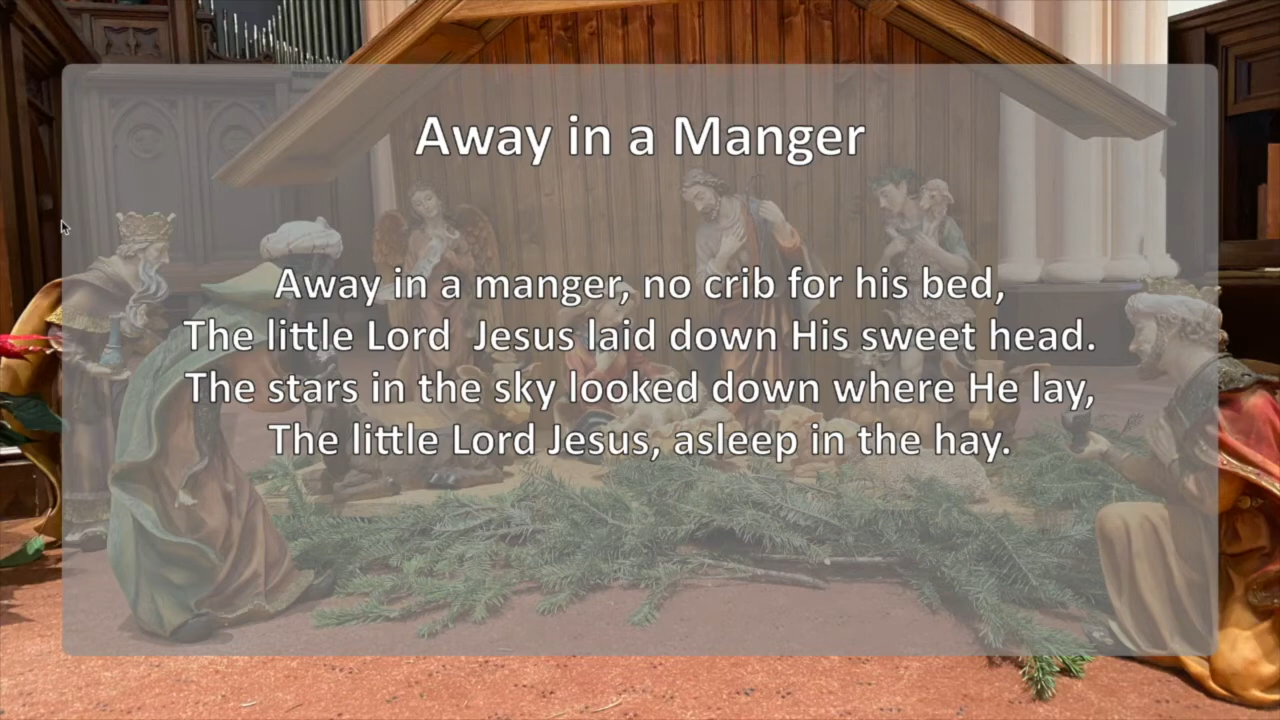 Away in a Manger
Away in a manger, no crib for his bed,
The little Lord  Jesus laid down His sweet head.
The stars in the sky looked down where He lay,
The little Lord Jesus, asleep in the hay.